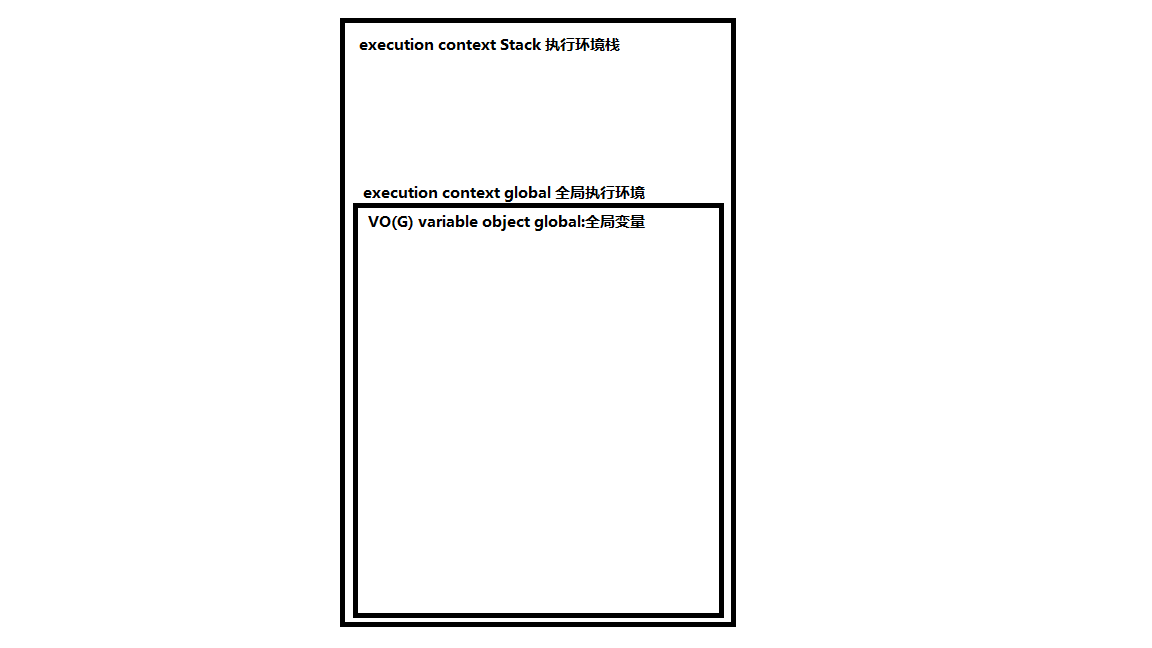 execution context Stack 执行环境栈
execution context global 全局执行环境
VO(G) variable object global:全局变量